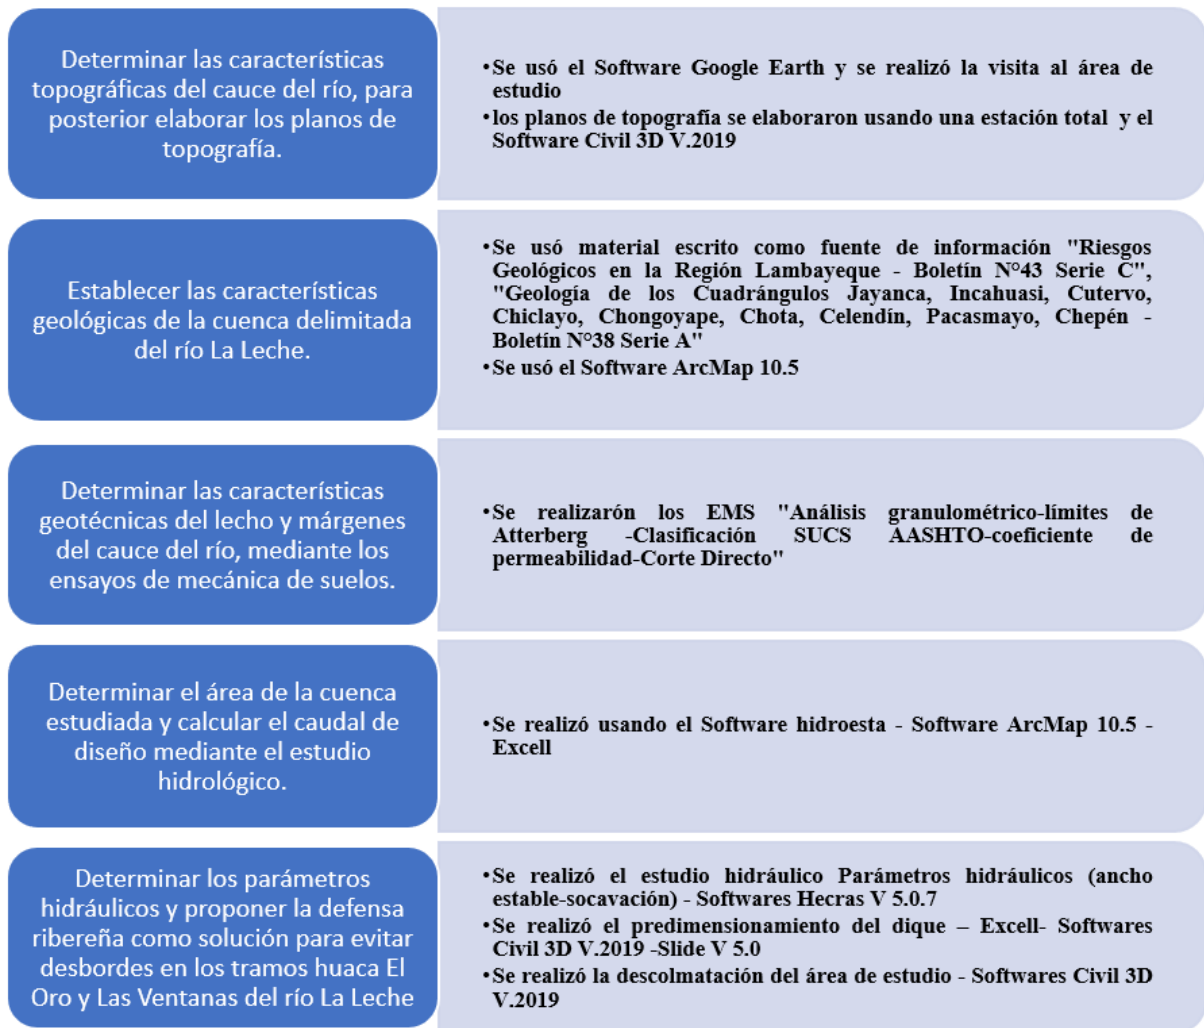 Determinar las características
topográficas del cauce del río, para
posterior elaborar los planos de
topografía.
•Se usó el Software Google Earth y se realizó la visita al área de
estudio
•los planos de topografía se elaboraron usando una estación total y el
Software Civil 3D V.2019
Establecer las características
geológicas de la cuenca delimitada
del río La Leche.
•Se usó material escrito como fuente de información "Riesgos
Geológicos en la Región Lambayeque - Boletín N°43 Serie C",
"Geología de los Cuadrángulos Jayanca, Incahuasi, Cutervo,
Chiclayo, Chongoyape, Chota, Celendín, Pacasmayo, Chepén -
Boletín N°38 Serie A"
•Se usó el Software ArcMap 10.5
Determinar las características
geotécnicas del lecho y márgenes
del cauce del río, mediante los
ensayos de mecánica de suelos.
•Se realizarón los EMS "Análisis granulométrico-límites de
Atterberg -Clasificación SUCS AASHTO-coeficiente de
permeabilidad-Corte Directo"
Determinar el área de la cuenca
estudiada y calcular el caudal de
diseño mediante el estudio
hidrológico.
•Se realizó usando el Software hidroesta - Software ArcMap 10.5 -
Excell
Determinar los parámetros
hidráulicos y proponer la defensa
ribereña como solución para evitar
desbordes en los tramos huaca El
Oro y Las Ventanas del río La Leche
•Se realizó el estudio hidráulico Parámetros hidráulicos (ancho
estable-socavación) - Softwares Hecras V 5.0.7
•Se realizó el predimensionamiento del dique – Excell- Softwares
Civil 3D V.2019 -Slide V 5.0
•Se realizó la descolmatación del área de estudio - Softwares Civil 3D
V.2019